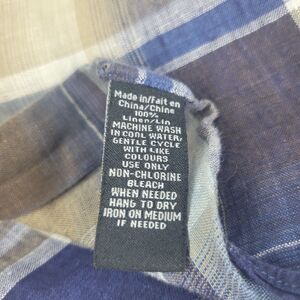 Made in/Fait en
China/Chine
100%
Linen/Lin
MACHINE WASH
IN COOL WATER,
GENTLE CYCLE
WITH LIKE
COLOURS
USE ONLY
NON-CHLORINE
BLEACH
WHEN NEEDED
HANG TO DRY
IRON ON MEDIUM
IF NEEDED